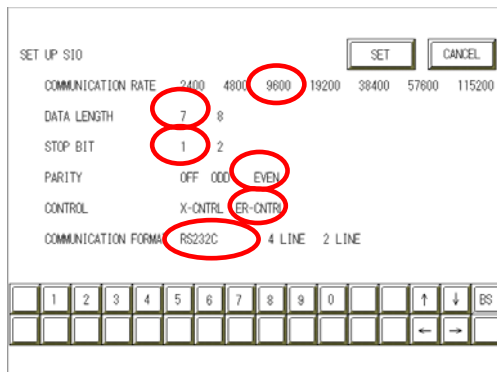 SET UP SIO SET CANCEL
COMMUNICATION RATE 2400 4800 9600 19200 38400 57600 115200
DATA LENGTH 7 8
STOP BIT 1 2
PARITY OFF ODD EVEN
CONTROL X-CNTRL ER-CNTRL
COMMUNICATION FORMA RS232C 4 LINE 2 LINE
1 2 3 4 5 6 7 8 9 0 ↑ ↓ BS
← →